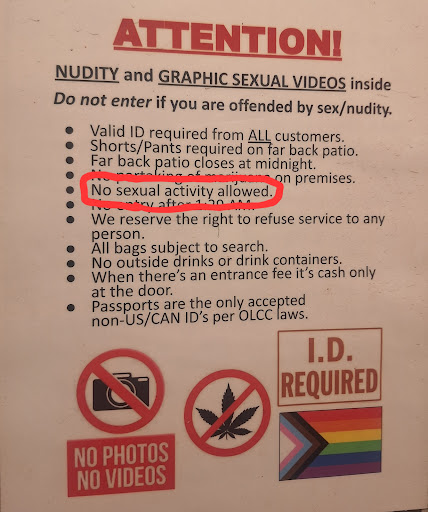 ATTENTION!
NUDITY and GRAPHIC SEXUAL VIDEOS inside
Do not enter if you are offended by sex/nudity.
● Valid ID required from ALL customers.
● Shorts/Pants required on far back patio.
● Far back patio closes at midnight.
● No partaking of marijuana on premises.
● No sexual activity allowed.
● No entry after 1:30 AM.
● We reserve the right to refuse service to any
person.
● All bags subject to search.
● No outside drinks or drink containers.
● When there's an entrance fee it's cash only
at the door.
● Passports are the only accepted
non-US/CAN ID's per OLCC laws.
NO PHOTOS
NO VIDEOS
I.D.
REQUIRED